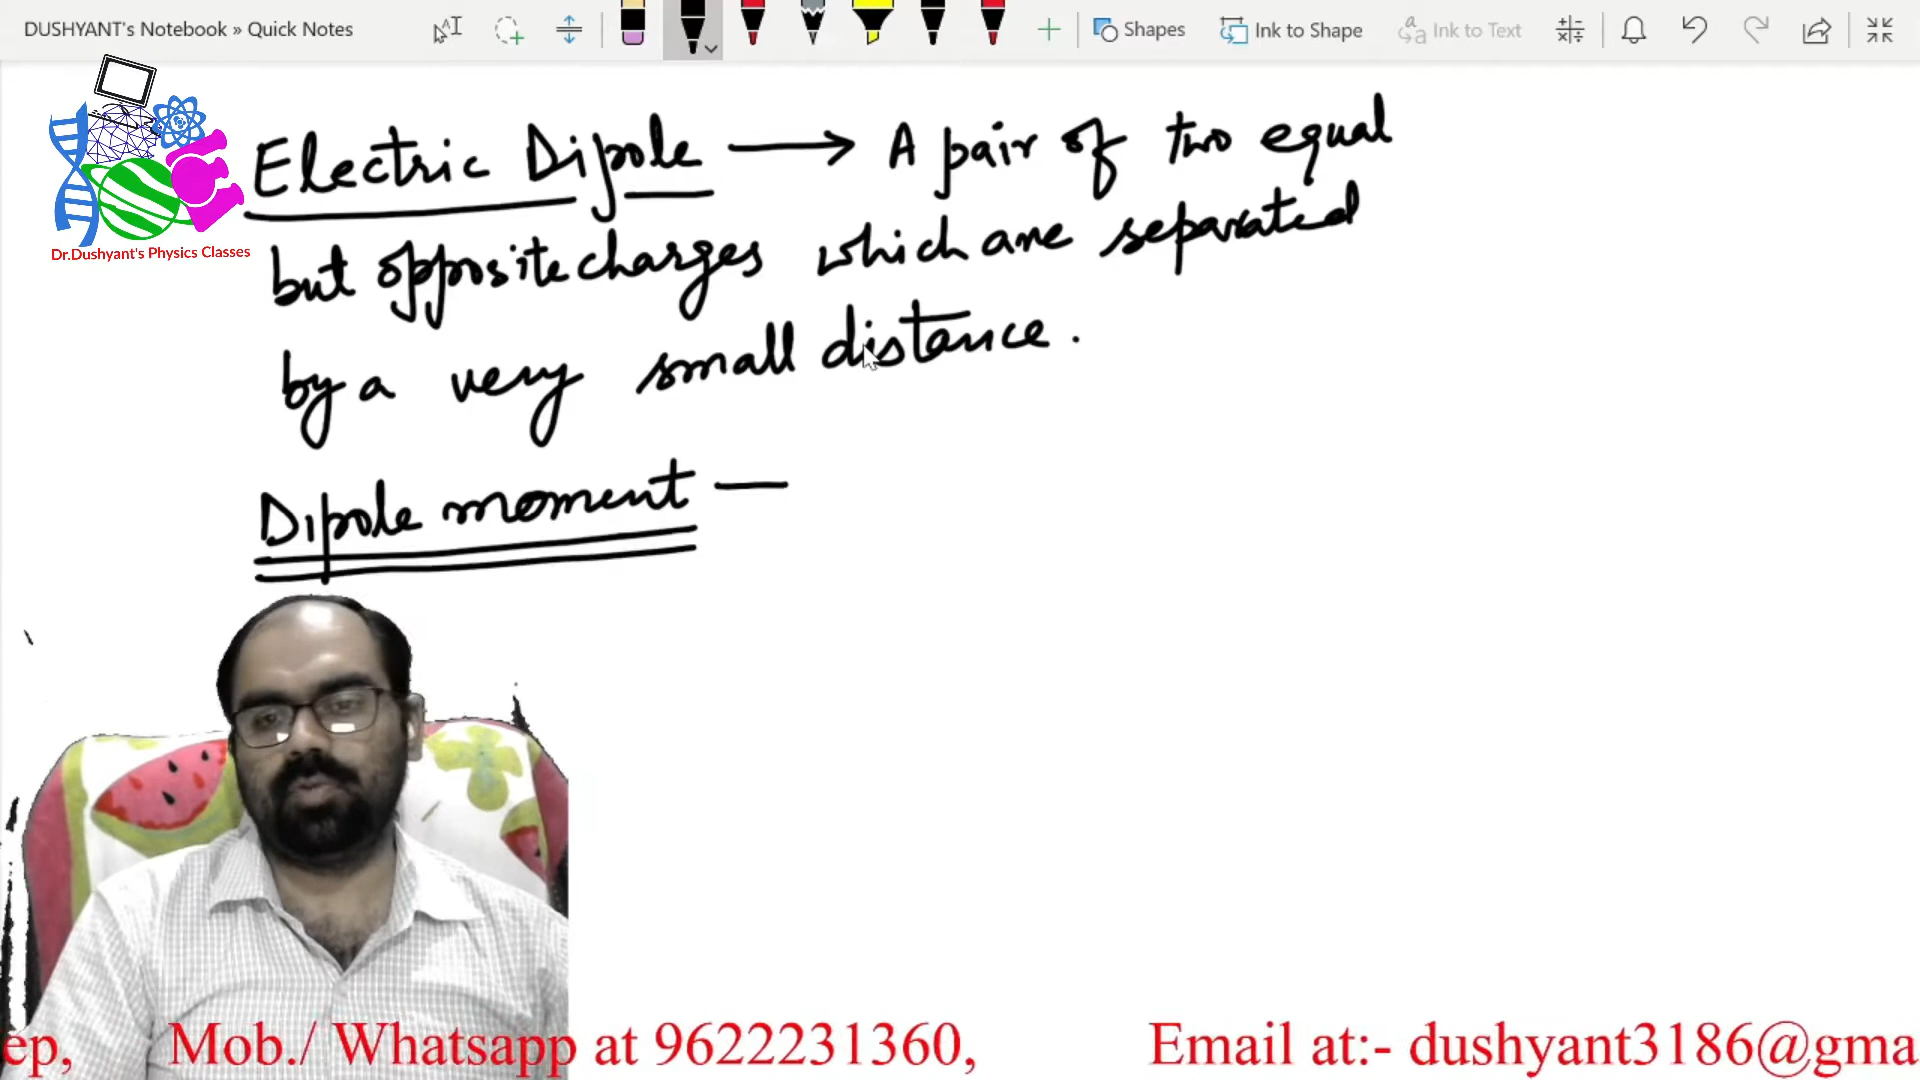 DUSHYANT's Notebook » Quick Notes
Shapes
Ink to Shape
Ink to Text
Electric Dipole → A pair of two equal
but opposite charges which are separated
by a very small distance.
Dipole moment —
Dr.Dushyant's Physics Classes
ep, Mob./ Whatsapp at 9622231360, Email at:- dushyant3186@gma